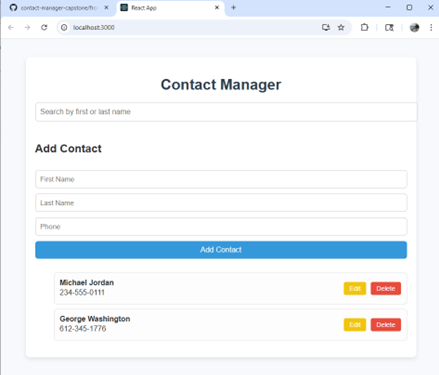 contact-manager-capstone/fro
React App
localhost:3000
Contact Manager
Search by first or last name
Add Contact
First Name
Last Name
Phone
Add Contact
Michael Jordan
234-555-0111
Edit
Delete
George Washington
612-345-1776
Edit
Delete